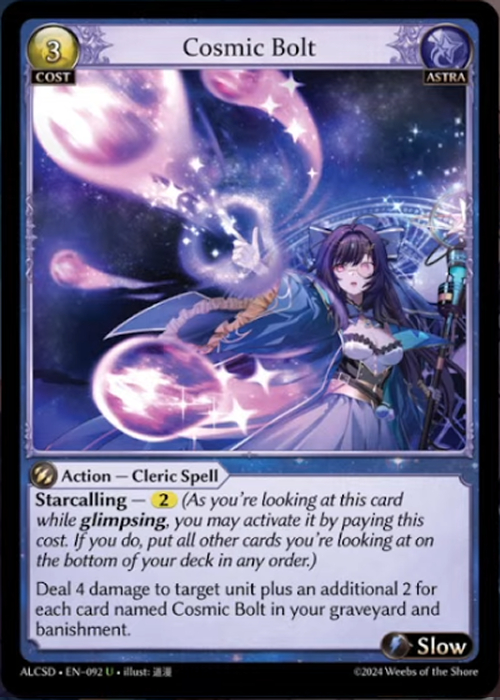 3
Cosmic Bolt
COST
ASTRA
Action — Cleric Spell
Starcalling — 2 (As you're looking at this card
while glimpsing, you may activate it by paying this
cost. If you do, put all other cards you're looking at on
the bottom of your deck in any order.)
Deal 4 damage to target unit plus an additional 2 for
each card named Cosmic Bolt in your graveyard and
banishment.
Slow
ALCSD • EN-092 U • illust:
©2024 Weebs of the Shore